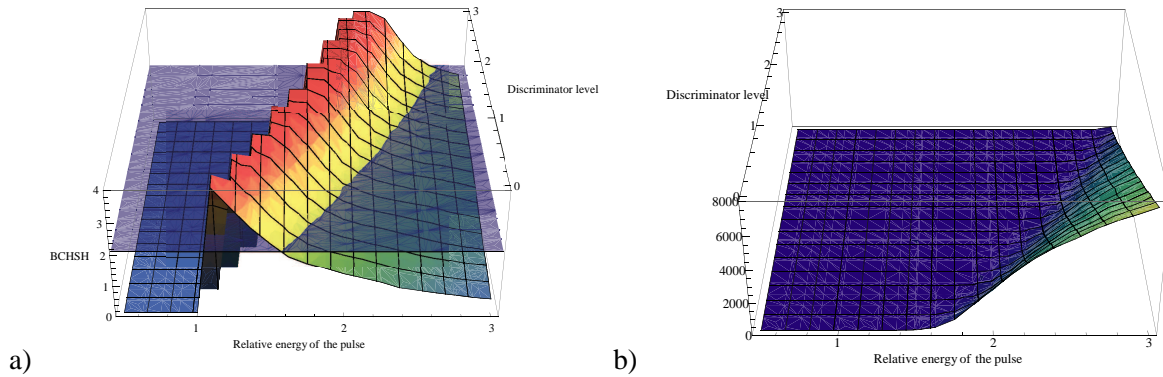 3
2
Discriminator level
1
0
4
3
BCHSH 2
1
0
1 2 3
Relative energy of the pulse
a)
3
2
Discriminator level
1
0
8000
6000
4000
2000
0
1 2 3
Relative energy of the pulse
b)